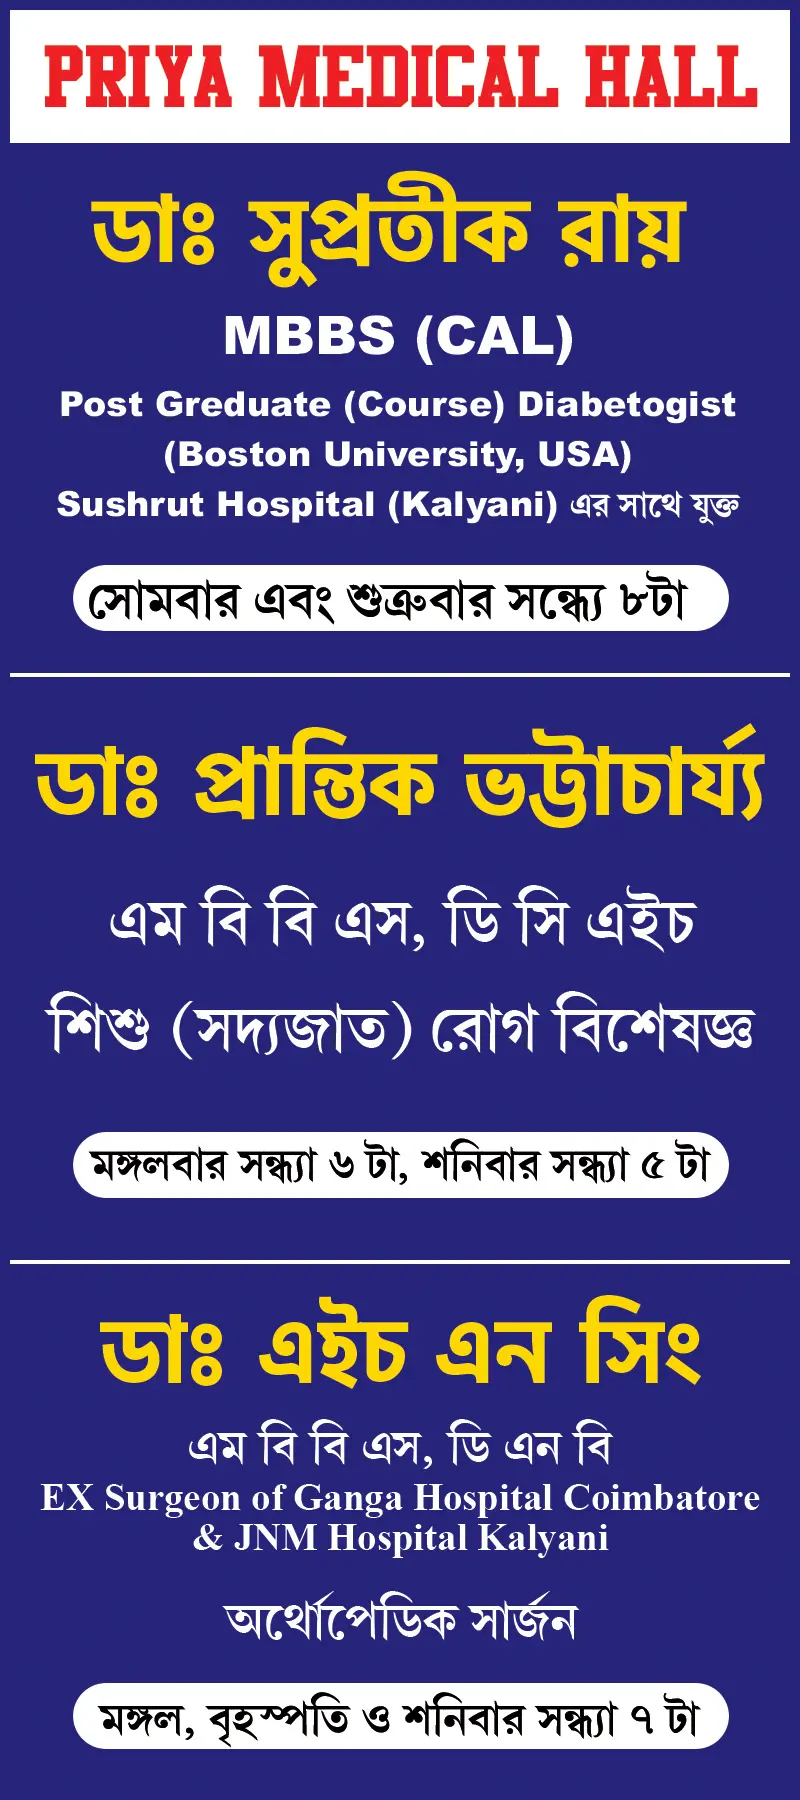 PRIYA MEDICAL HALL
ডাঃ সুপ্রতীক রায়
MBBS (CAL)
Post Greduate (Course) Diabetogist
(Boston University, USA)
Sushrut Hospital (Kalyani) এর সাথে যুক্ত
সোমবার এবং শুক্রবার সন্ধ্যে ৮টা
ডাঃ প্রান্তিক ভট্টাচার্য্য
এম বি বি এস, ডি সি এইচ
শিশু (সদ্যজাত) রোগ বিশেষজ্ঞ
মঙ্গলবার সন্ধ্যা ৬ টা, শনিবার সন্ধ্যা ৫ টা
ডাঃ এইচ এন সিং
এম বি বি এস, ডি এন বি
EX Surgeon of Ganga Hospital Coimbatore
& JNM Hospital Kalyani
অর্থোপেডিক সার্জন
মঙ্গল, বৃহস্পতি ও শনিবার সন্ধ্যা ৭ টা